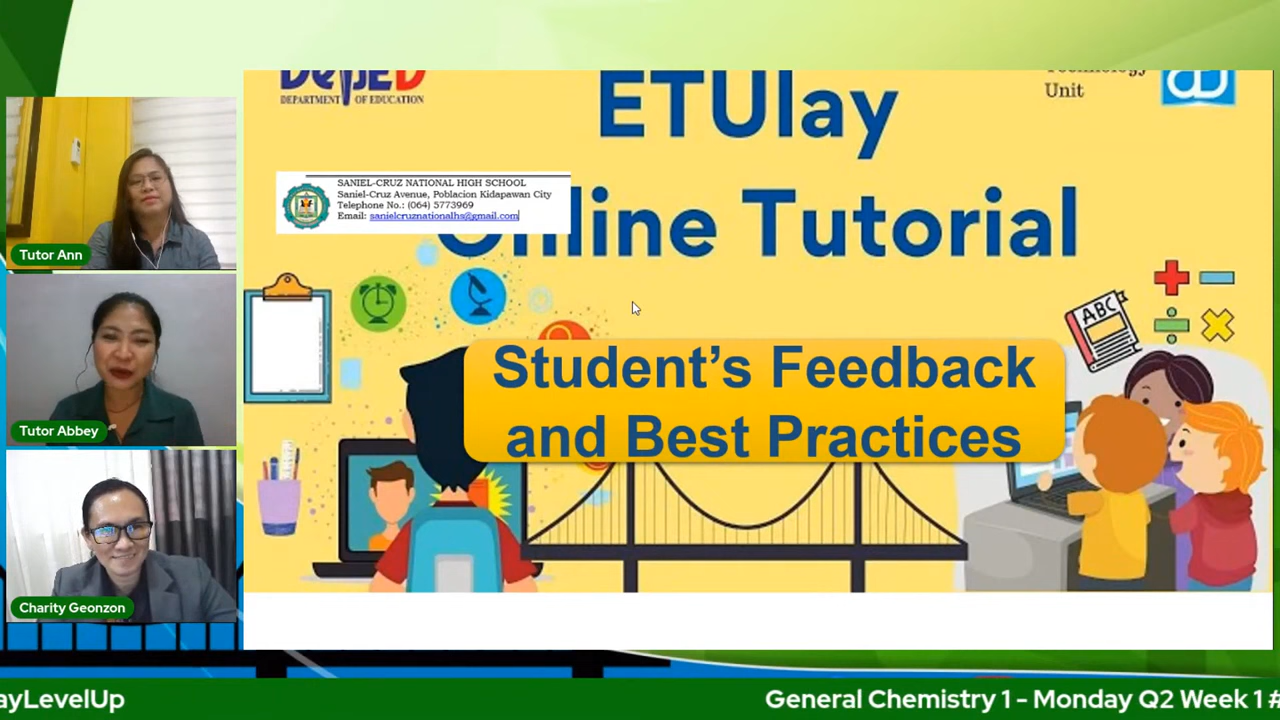 DEPARTMENT OF EDUCATION
ETUlay
Technology
Unit
SANIEL-CRUZ NATIONAL HIGH SCHOOL
Saniel-Cruz Avenue, Poblacion Kidapawan City
Telephone No.: (064) 5773969
Email: sanielcruznationalhs@gmail.com
Online Tutorial
ABC
Student's Feedback
and Best Practices
Tutor Ann
Tutor Abbey
Charity Geonzon
ayLevelUp
General Chemistry 1 - Monday Q2 Week 1 #